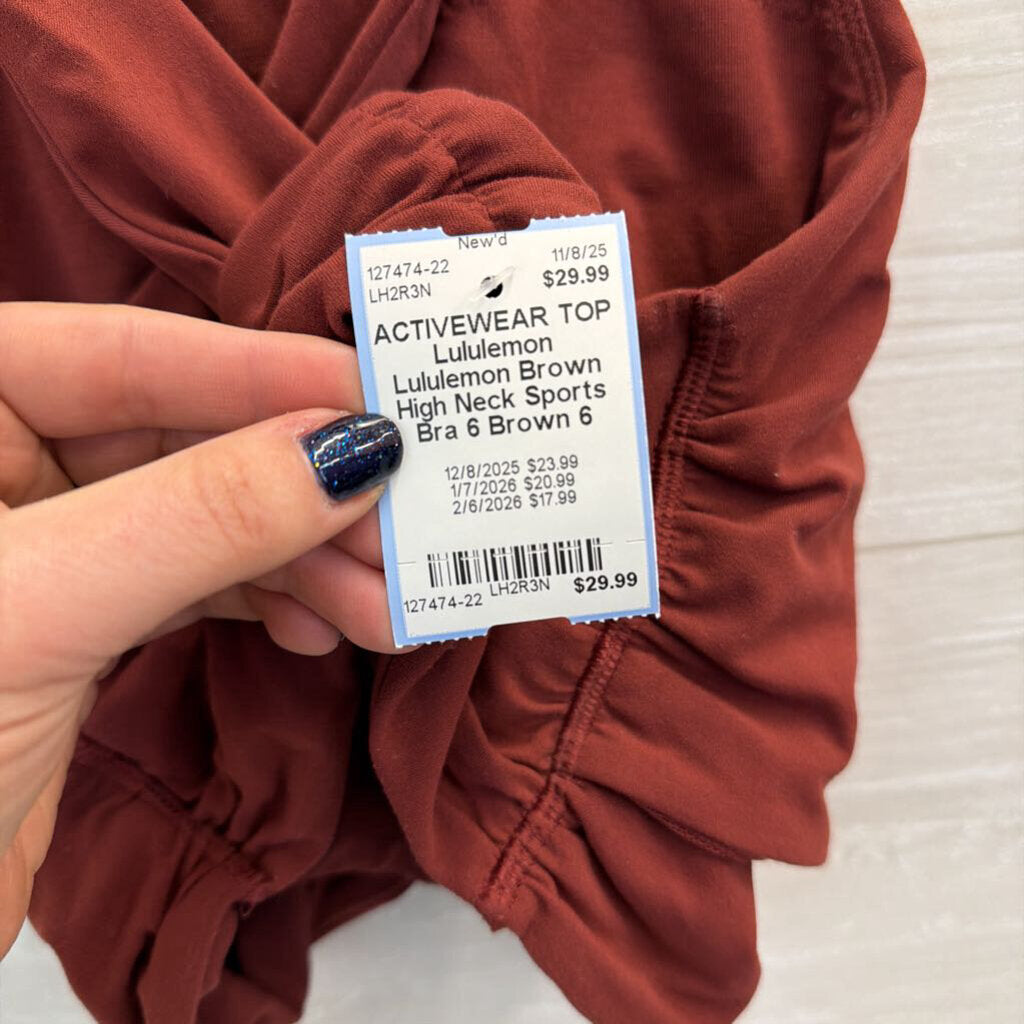 New'd
127474-22 11/8/25
LH2R3N $29.99
ACTIVEWEAR TOP
Lululemon
Lululemon Brown
High Neck Sports
Bra 6 Brown 6
12/8/2025 $23.99
1/7/2026 $20.99
2/6/2026 $17.99
127474-22 LH2R3N $29.99